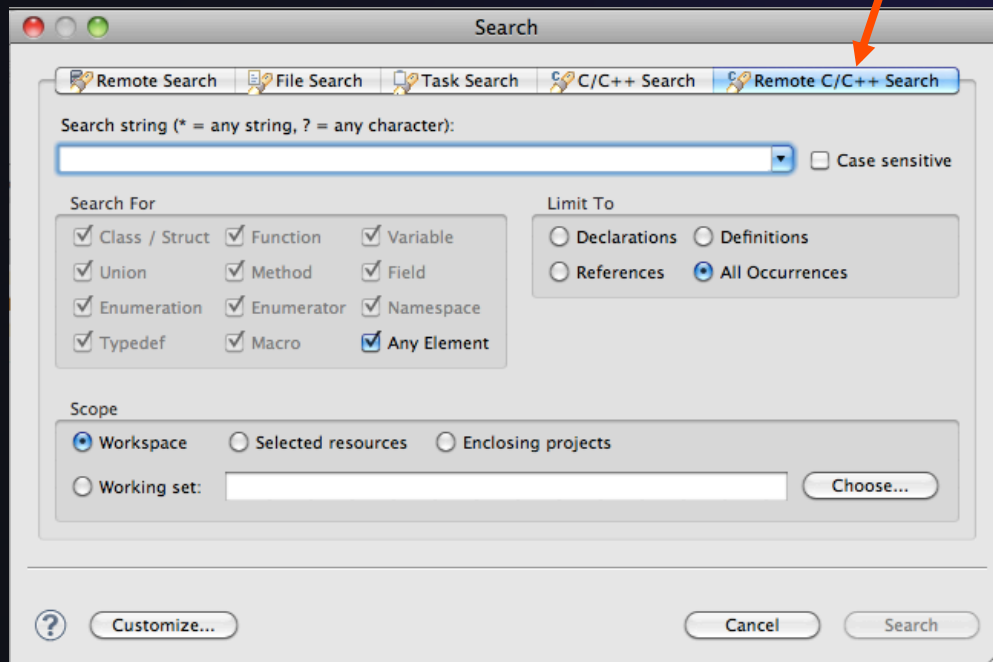 Search
Remote Search File Search Task Search C/C++ Search Remote C/C++ Search
Search string (* = any string, ? = any character):
Case sensitive
Search For
Class / Struct Function Variable
Union Method Field
Enumeration Enumerator Namespace
Typedef Macro Any Element
Limit To
Declarations Definitions
References All Occurrences
Scope
Workspace Selected resources Enclosing projects
Working set: Choose...
? Customize... Cancel Search